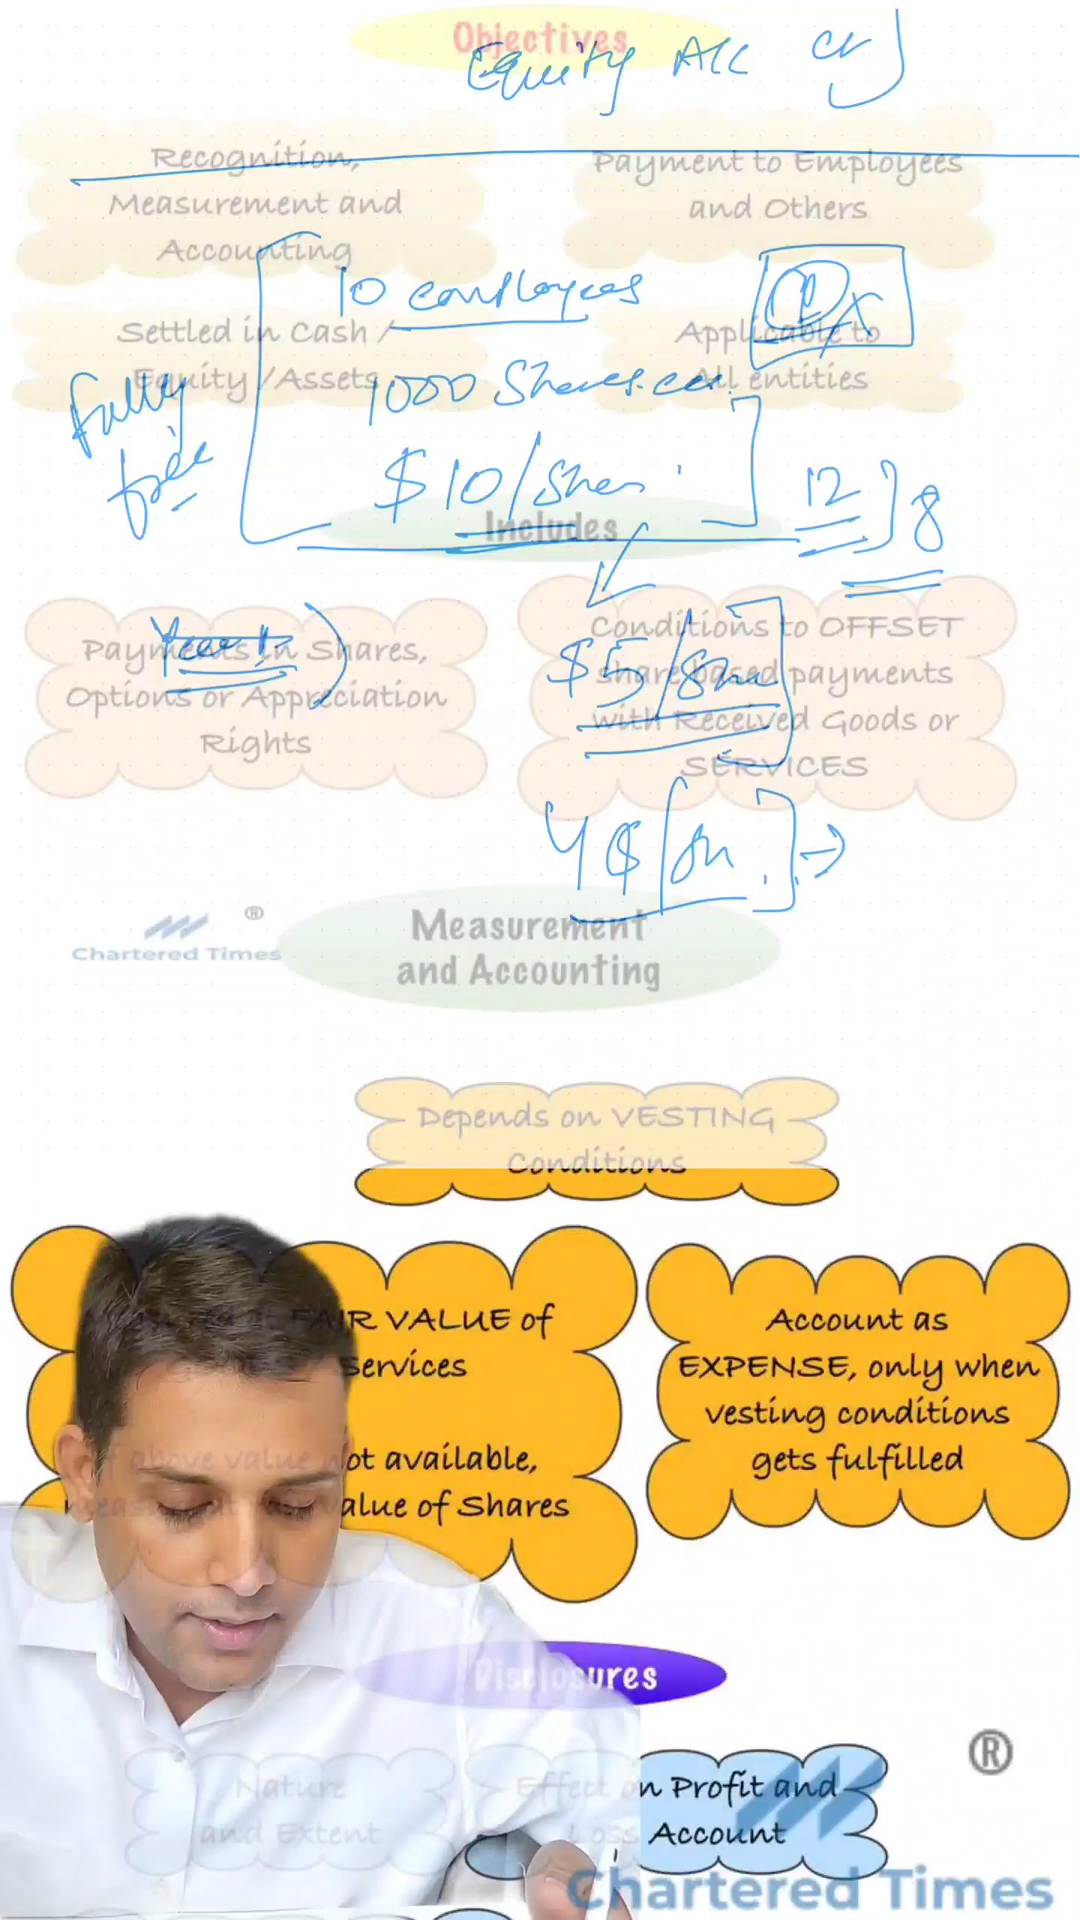 Objectives
Equity A/c cr
Recognition,
Measurement and
Accounting
Payment to Employees
and Others
10 employees
Settled in Cash /
Equity / Assets
Applicable to
All entities
Fully
free
1000 Shares
$10/Share
12 8
Includes
Payments in Shares,
Options or Appreciation
Rights
Year 1
Conditions to OFFSET
share based payments
with Received Goods or
SERVICES
$5/Share
4$
®
Chartered Times
Measurement
and Accounting
Depends on VESTING
Conditions
FAIR VALUE of
Services
If above value not available,
value of Shares
Account as
EXPENSE, only when
vesting conditions
gets fulfilled
Disclosures
Nature
and Extent
Effect on Profit and
Loss Account
®
Chartered Times